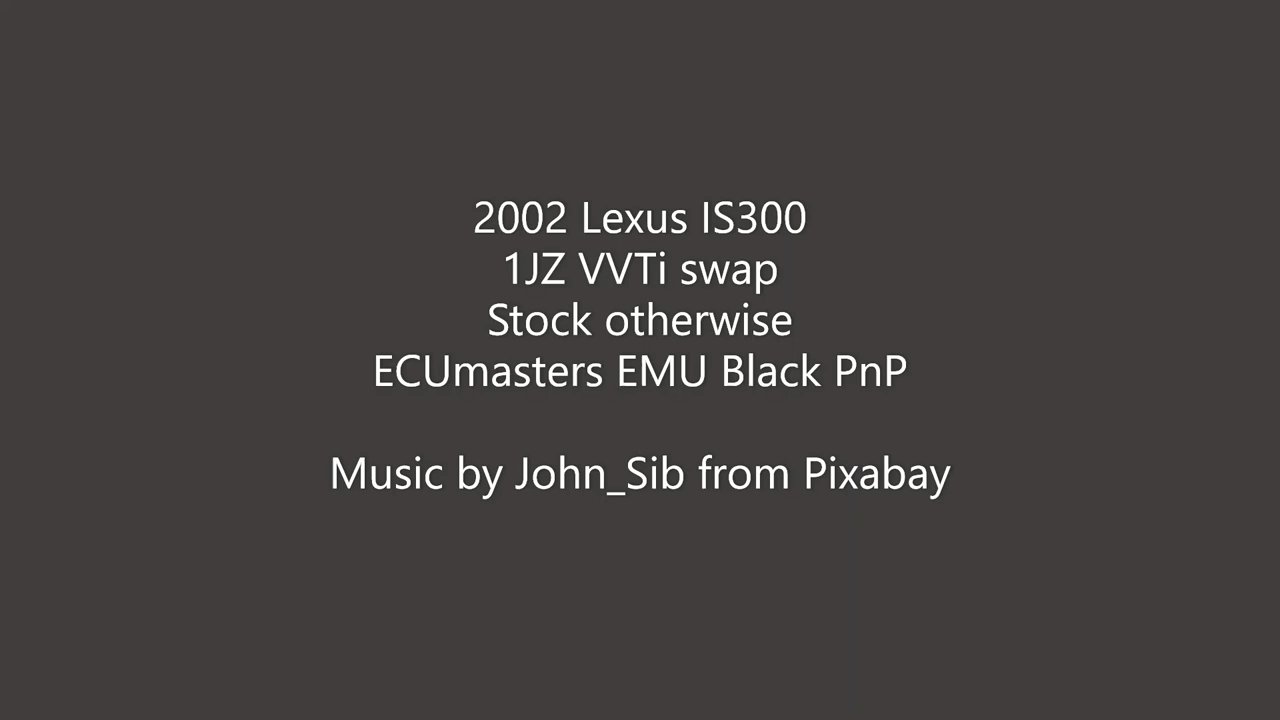 2002 Lexus IS300
1JZ VVTi swap
Stock otherwise
ECUmasters EMU Black PnP
Music by John_Sib from Pixabay